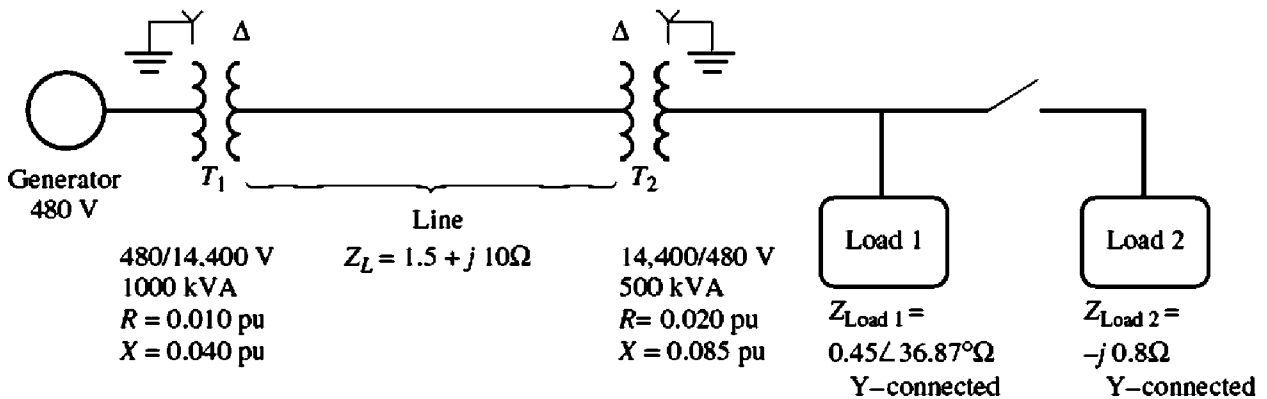 Δ
Δ
Generator
480 V
T1
T2
Line
ZL = 1.5 + j 10Ω
480/14,400 V
1000 kVA
R = 0.010 pu
X = 0.040 pu
14,400/480 V
500 kVA
R= 0.020 pu
X = 0.085 pu
Load 1
ZLoad 1 =
0.45∠36.87°Ω
Y–connected
Load 2
ZLoad 2 =
–j 0.8Ω
Y–connected